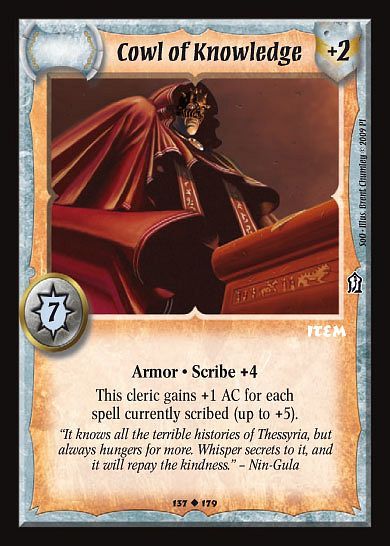 Cowl of Knowledge
+2
SoD • Illus. Brent Chumley © 2009 P1
7
ITEM
Armor • Scribe +4
This cleric gains +1 AC for each
spell currently scribed (up to +5).
“It knows all the terrible histories of Thessyria, but
always hungers for more. Whisper secrets to it, and
it will repay the kindness.” – Nin-Gula
137 ◆ 179